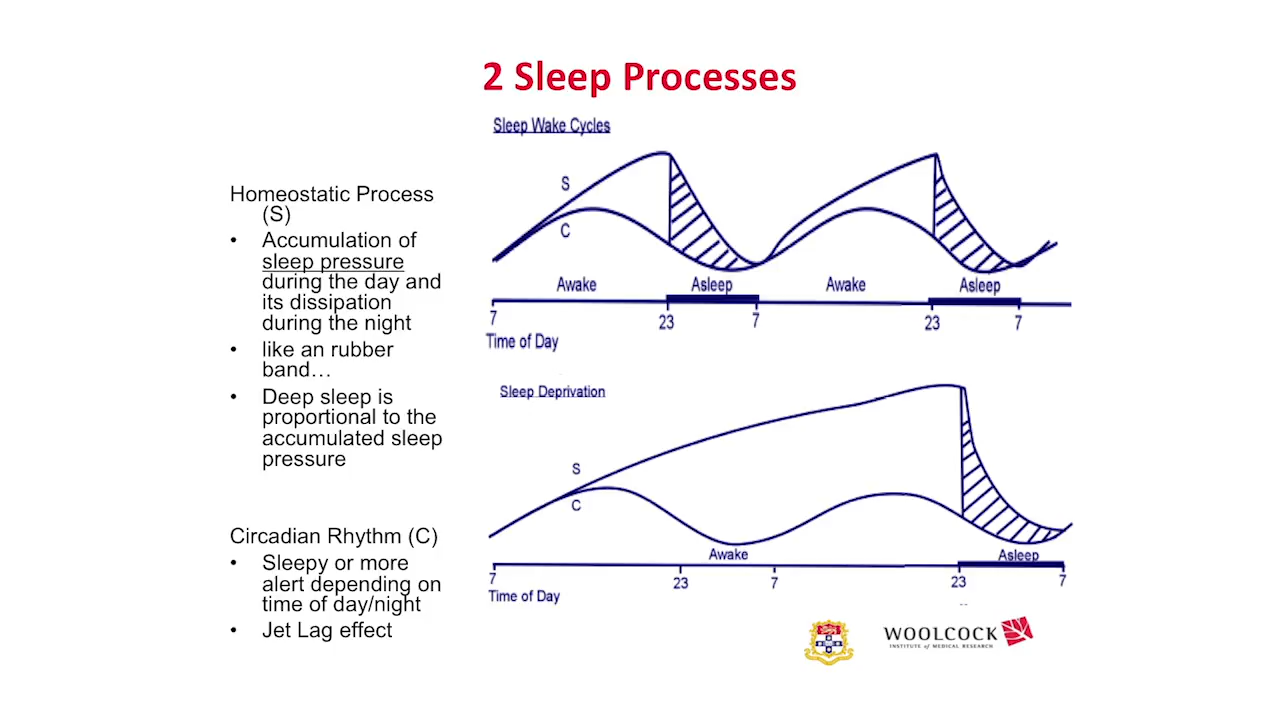 2 Sleep Processes
Homeostatic Process
(S)
• Accumulation of
sleep pressure
during the day and
its dissipation
during the night
• like an rubber
band…
• Deep sleep is
proportional to the
accumulated sleep
pressure
Circadian Rhythm (C)
• Sleepy or more
alert depending on
time of day/night
• Jet Lag effect
Sleep Wake Cycles
S
C
Awake Asleep Awake Asleep
7 23 7 23 7
Time of Day
Sleep Deprivation
S
C
Awake Asleep
7 23 7 23 7
Time of Day
WOOLCOCK
INSTITUTE of MEDICAL RESEARCH